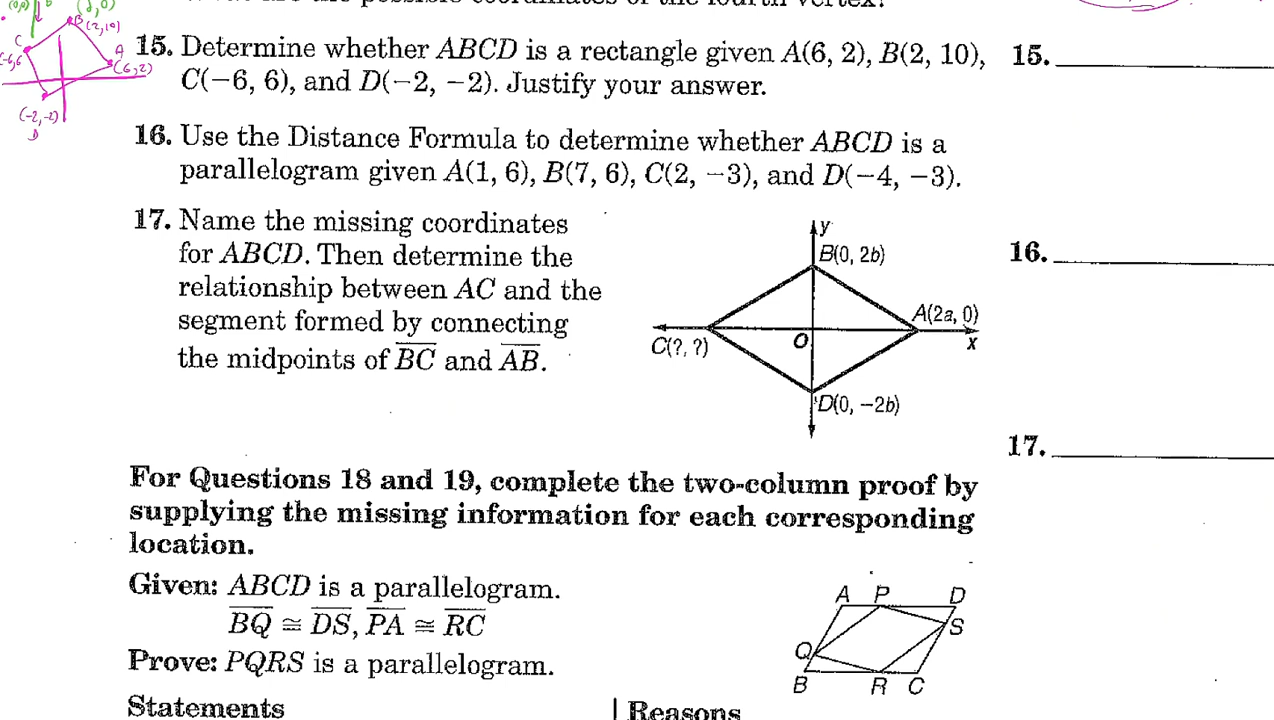 (0,0)
B(2,10)
C
(-6,6
A
(6,2)
(-2,-2)
D
15. Determine whether ABCD is a rectangle given A(6, 2), B(2, 10),
C(−6, 6), and D(−2, −2). Justify your answer.
15.
16. Use the Distance Formula to determine whether ABCD is a
parallelogram given A(1, 6), B(7, 6), C(2, −3), and D(−4, −3).
16.
17. Name the missing coordinates
for ABCD. Then determine the
relationship between AC and the
segment formed by connecting
the midpoints of BC and AB.
y
B(0, 2b)
A(2a, 0)
C(?, ?)
O
x
D(0, −2b)
17.
For Questions 18 and 19, complete the two-column proof by
supplying the missing information for each corresponding
location.
Given: ABCD is a parallelogram.
BQ ≅ DS, PA ≅ RC
Prove: PQRS is a parallelogram.
A P D
S
Q
B R C
Statements
Reasons